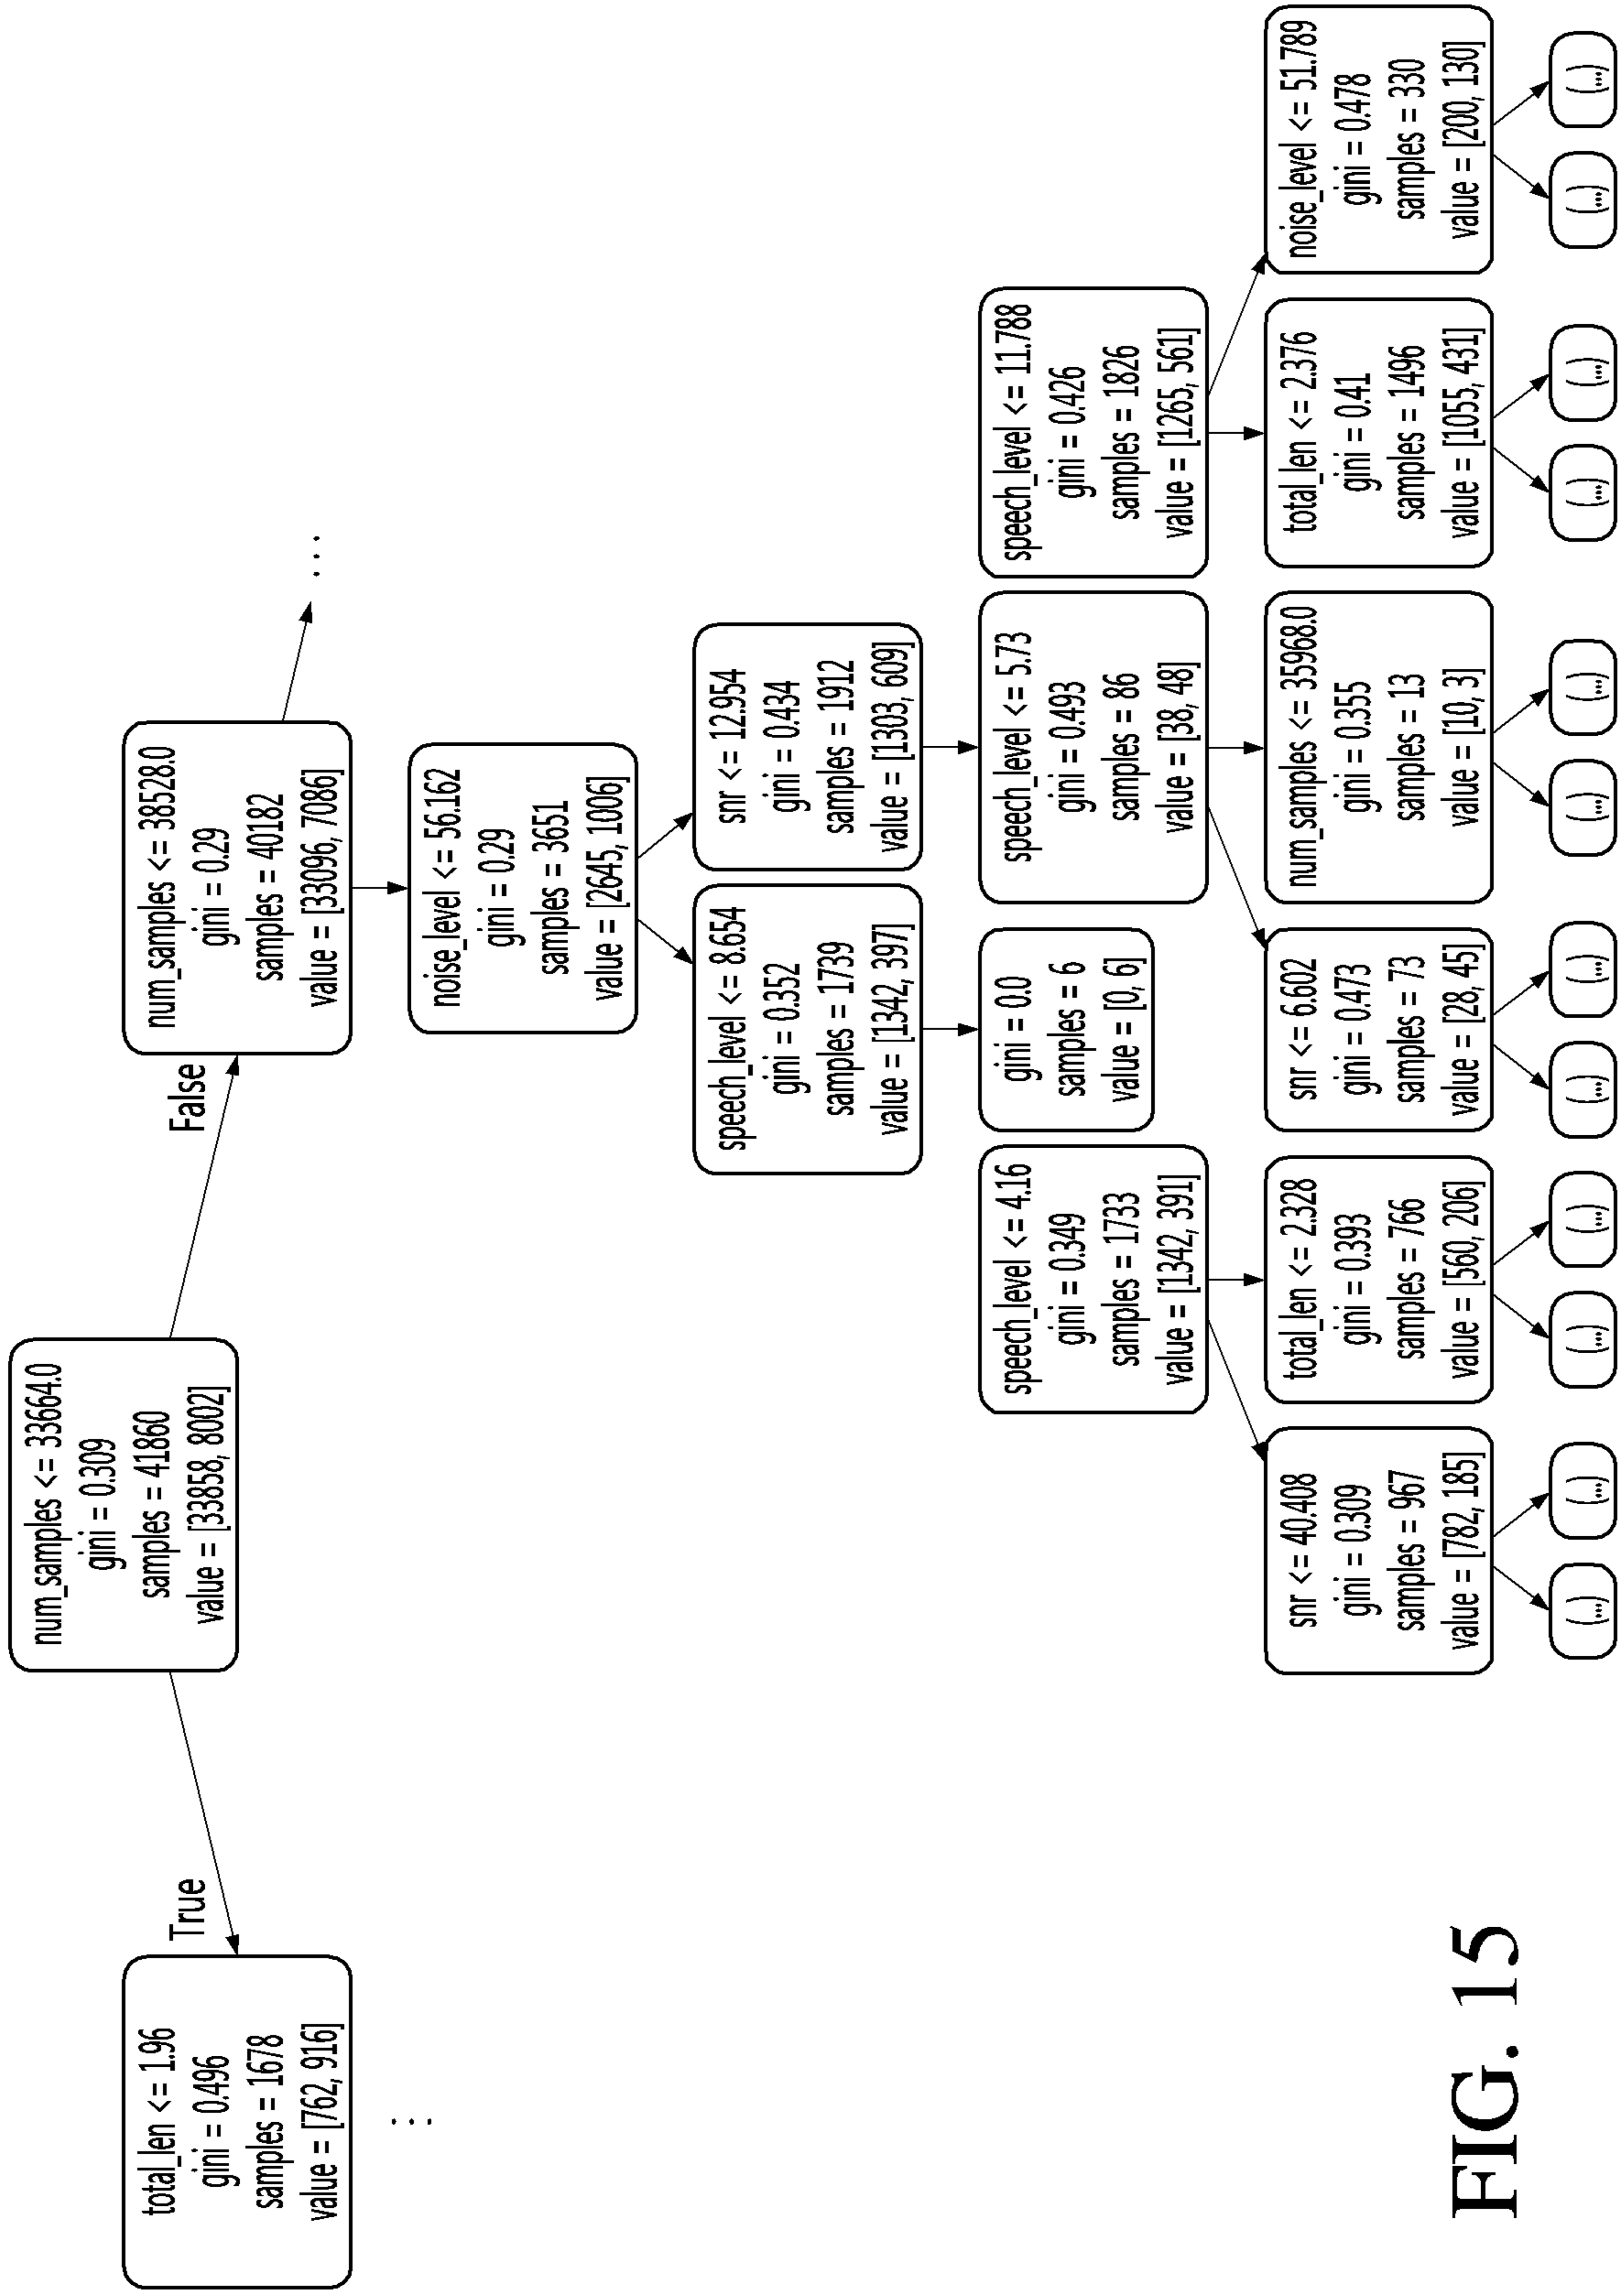 num_samples <= 33664.0
gini = 0.309
samples = 41860
value = [33858, 8002]
True
False
total_len <= 1.96
gini = 0.496
samples = 1678
value = [762, 916]
...
num_samples <= 38528.0
gini = 0.29
samples = 40182
value = [33096, 7086]
...
noise_level <= 56.162
gini = 0.29
samples = 3651
value = [2645, 1006]
speech_level <= 8.654
gini = 0.352
samples = 1739
value = [1342, 397]
snr <= 12.954
gini = 0.434
samples = 1912
value = [1303, 609]
speech_level <= 4.16
gini = 0.349
samples = 1733
value = [1342, 391]
gini = 0.0
samples = 6
value = [0, 6]
speech_level <= 5.73
gini = 0.493
samples = 86
value = [38, 48]
speech_level <= 11.788
gini = 0.426
samples = 1826
value = [1265, 561]
snr <= 40.408
gini = 0.309
samples = 967
value = [782, 185]
total_len <= 2.328
gini = 0.393
samples = 766
value = [560, 206]
snr <= 6.602
gini = 0.473
samples = 73
value = [28, 45]
num_samples <= 35968.0
gini = 0.355
samples = 13
value = [10, 3]
total_len <= 2.376
gini = 0.41
samples = 1496
value = [1055, 431]
noise_level <= 51.789
gini = 0.478
samples = 330
value = [200, 130]
(...)
(...)
(...)
(...)
(...)
(...)
(...)
(...)
(...)
(...)
(...)
(...)
FIG. 15